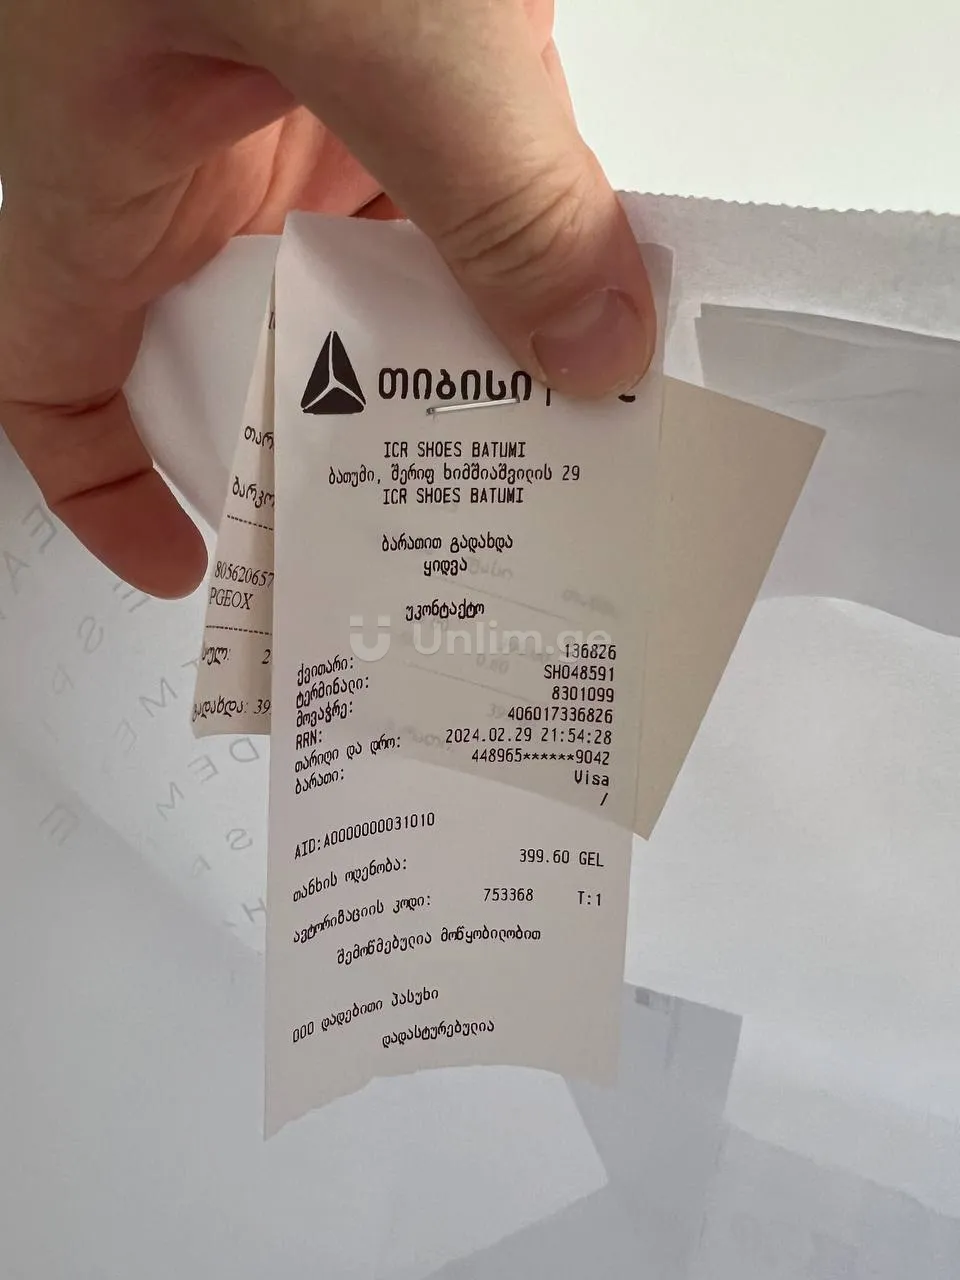 თიბისი
ICR SHOES BATUMI
ბათუმი, შერიფ ხიმშიაშვილის 29
ICR SHOES BATUMI
ბარათით გადახდა
ყიდვა
უკონტაქტო
Unlim.ge
ქვითარი: 136826
ტერმინალი: SH048591
მოვაჭრე: 8301099
RRN: 406017336826
თარიღი და დრო: 2024.02.29 21:54:28
ბარათი: 448965******9042
Visa
/
AID:A0000000031010
თანხის ოდენობა: 399.60 GEL
ავტორიზაციის კოდი: 753368 T:1
შემოწმებულია მოწყობილობით
000 დადებითი პასუხი
დადასტურებულია
805620657
PGEOX